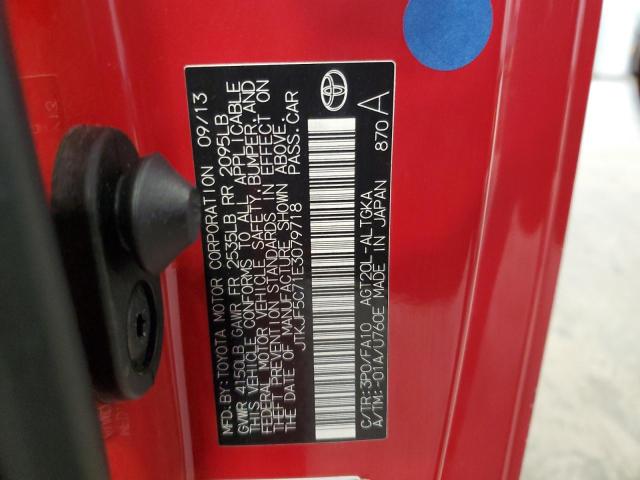 MFD.BY:TOYOTA MOTOR CORPORATION 09/13
GVWR 4150LB GAWR FR 2535LB RR 2095LB
THIS VEHICLE CONFORMS TO ALL APPLICABLE
FEDERAL MOTOR VEHICLE SAFETY, BUMPER, AND
THEFT PREVENTION STANDARDS IN EFFECT ON
THE DATE OF MANUFACTURE SHOWN ABOVE.
JTKJF5C71E3079718 PASS.CAR
C/TR:3P0/FA10 AGT20L-ALTGKA
A/TM:-01A/U760E MADE IN JAPAN 870 A